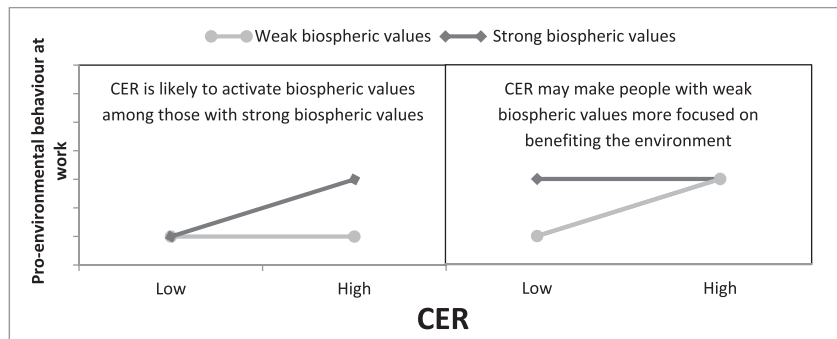 Weak biospheric values
Strong biospheric values
Pro-environmental behaviour at
work
CER is likely to activate biospheric values
among those with strong biospheric values
CER may make people with weak
biospheric values more focused on
benefiting the environment
Low
High
Low
High
CER